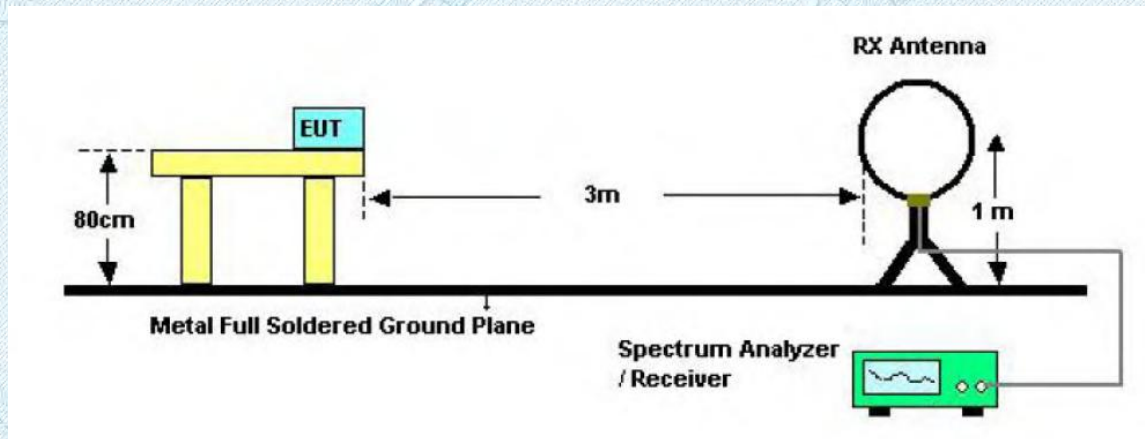 RX Antenna
EUT
3m
80cm
1 m
Metal Full Soldered Ground Plane
Spectrum Analyzer
/ Receiver